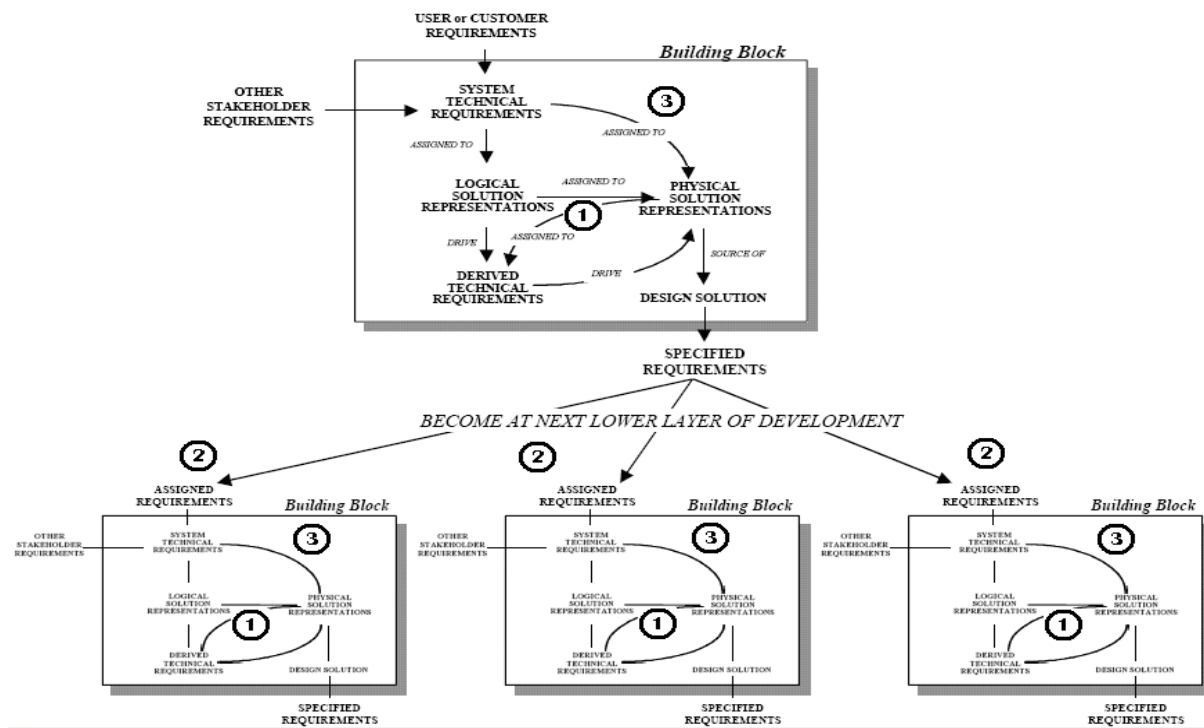 USER or CUSTOMER
REQUIREMENTS
Building Block
OTHER
STAKEHOLDER
REQUIREMENTS
SYSTEM
TECHNICAL
REQUIREMENTS
3
ASSIGNED TO
ASSIGNED TO
LOGICAL
SOLUTION
REPRESENTATIONS
ASSIGNED TO
PHYSICAL
SOLUTION
REPRESENTATIONS
1
ASSIGNED TO
DRIVE
SOURCE OF
DERIVED
TECHNICAL
REQUIREMENTS
DRIVE
DESIGN SOLUTION
SPECIFIED
REQUIREMENTS
BECOME AT NEXT LOWER LAYER OF DEVELOPMENT
2
ASSIGNED
REQUIREMENTS
Building Block
OTHER
STAKEHOLDER
REQUIREMENTS
SYSTEM
TECHNICAL
REQUIREMENTS
3
LOGICAL
SOLUTION
REPRESENTATIONS
PHYSICAL
SOLUTION
REPRESENTATIONS
1
DERIVED
TECHNICAL
REQUIREMENTS
DESIGN SOLUTION
SPECIFIED
REQUIREMENTS
2
ASSIGNED
REQUIREMENTS
Building Block
OTHER
STAKEHOLDER
REQUIREMENTS
SYSTEM
TECHNICAL
REQUIREMENTS
3
LOGICAL
SOLUTION
REPRESENTATIONS
PHYSICAL
SOLUTION
REPRESENTATIONS
1
DERIVED
TECHNICAL
REQUIREMENTS
DESIGN SOLUTION
SPECIFIED
REQUIREMENTS
2
ASSIGNED
REQUIREMENTS
Building Block
OTHER
STAKEHOLDER
REQUIREMENTS
SYSTEM
TECHNICAL
REQUIREMENTS
3
LOGICAL
SOLUTION
REPRESENTATIONS
PHYSICAL
SOLUTION
REPRESENTATIONS
1
DERIVED
TECHNICAL
REQUIREMENTS
DESIGN SOLUTION
SPECIFIED
REQUIREMENTS